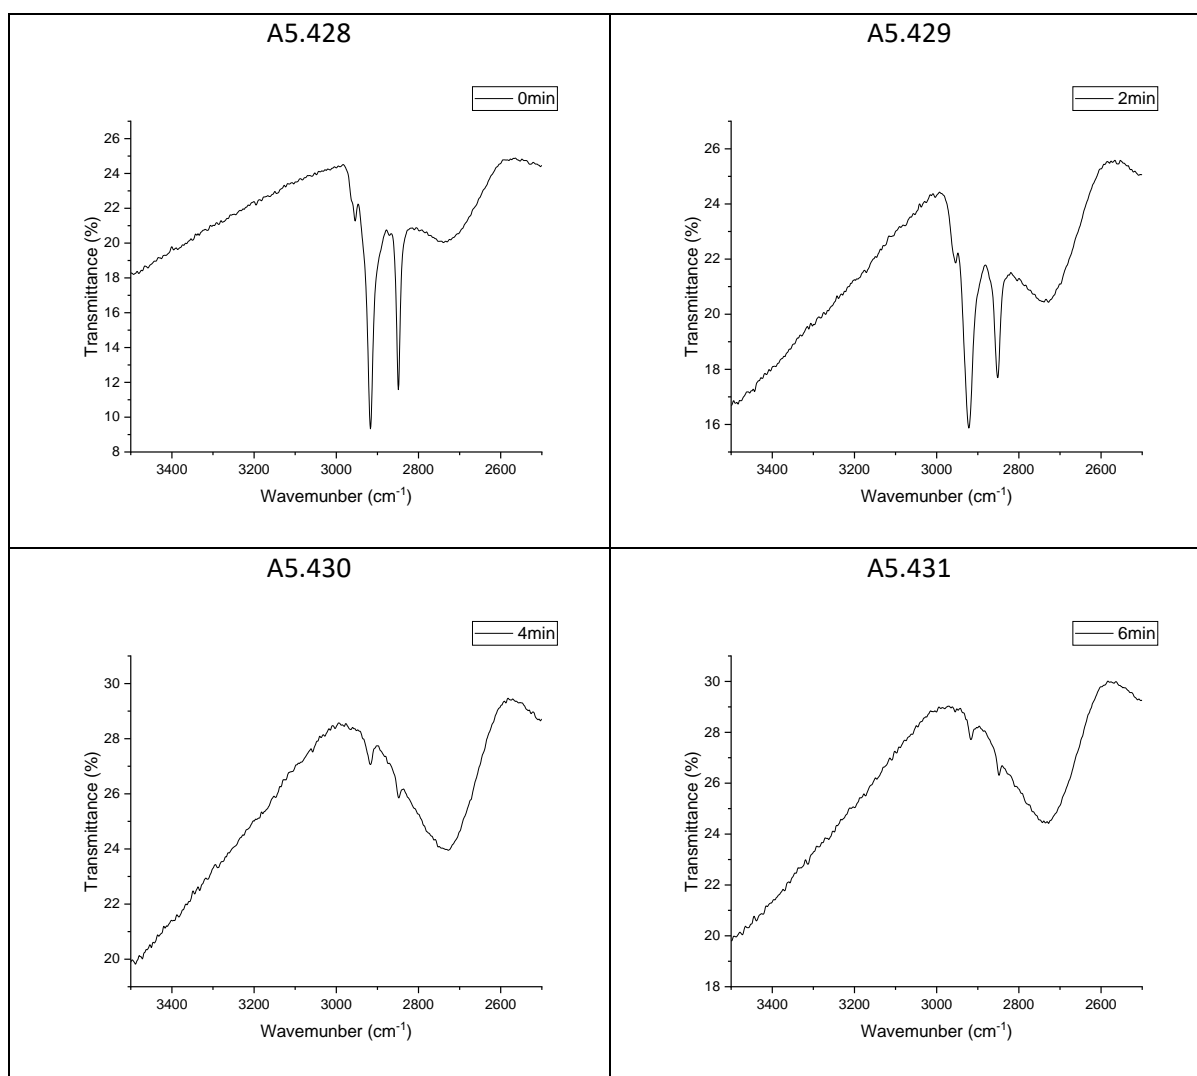 A5.428
0min
26
24
22
20
18
16
14
12
10
8
Transmittance (%)
3400 3200 3000 2800 2600
Wavemunber (cm⁻¹)
A5.429
2min
26
24
22
20
18
16
Transmittance (%)
3400 3200 3000 2800 2600
Wavemunber (cm⁻¹)
A5.430
4min
30
28
26
24
22
20
Transmittance (%)
3400 3200 3000 2800 2600
Wavemunber (cm⁻¹)
A5.431
6min
30
28
26
24
22
20
18
Transmittance (%)
3400 3200 3000 2800 2600
Wavemunber (cm⁻¹)